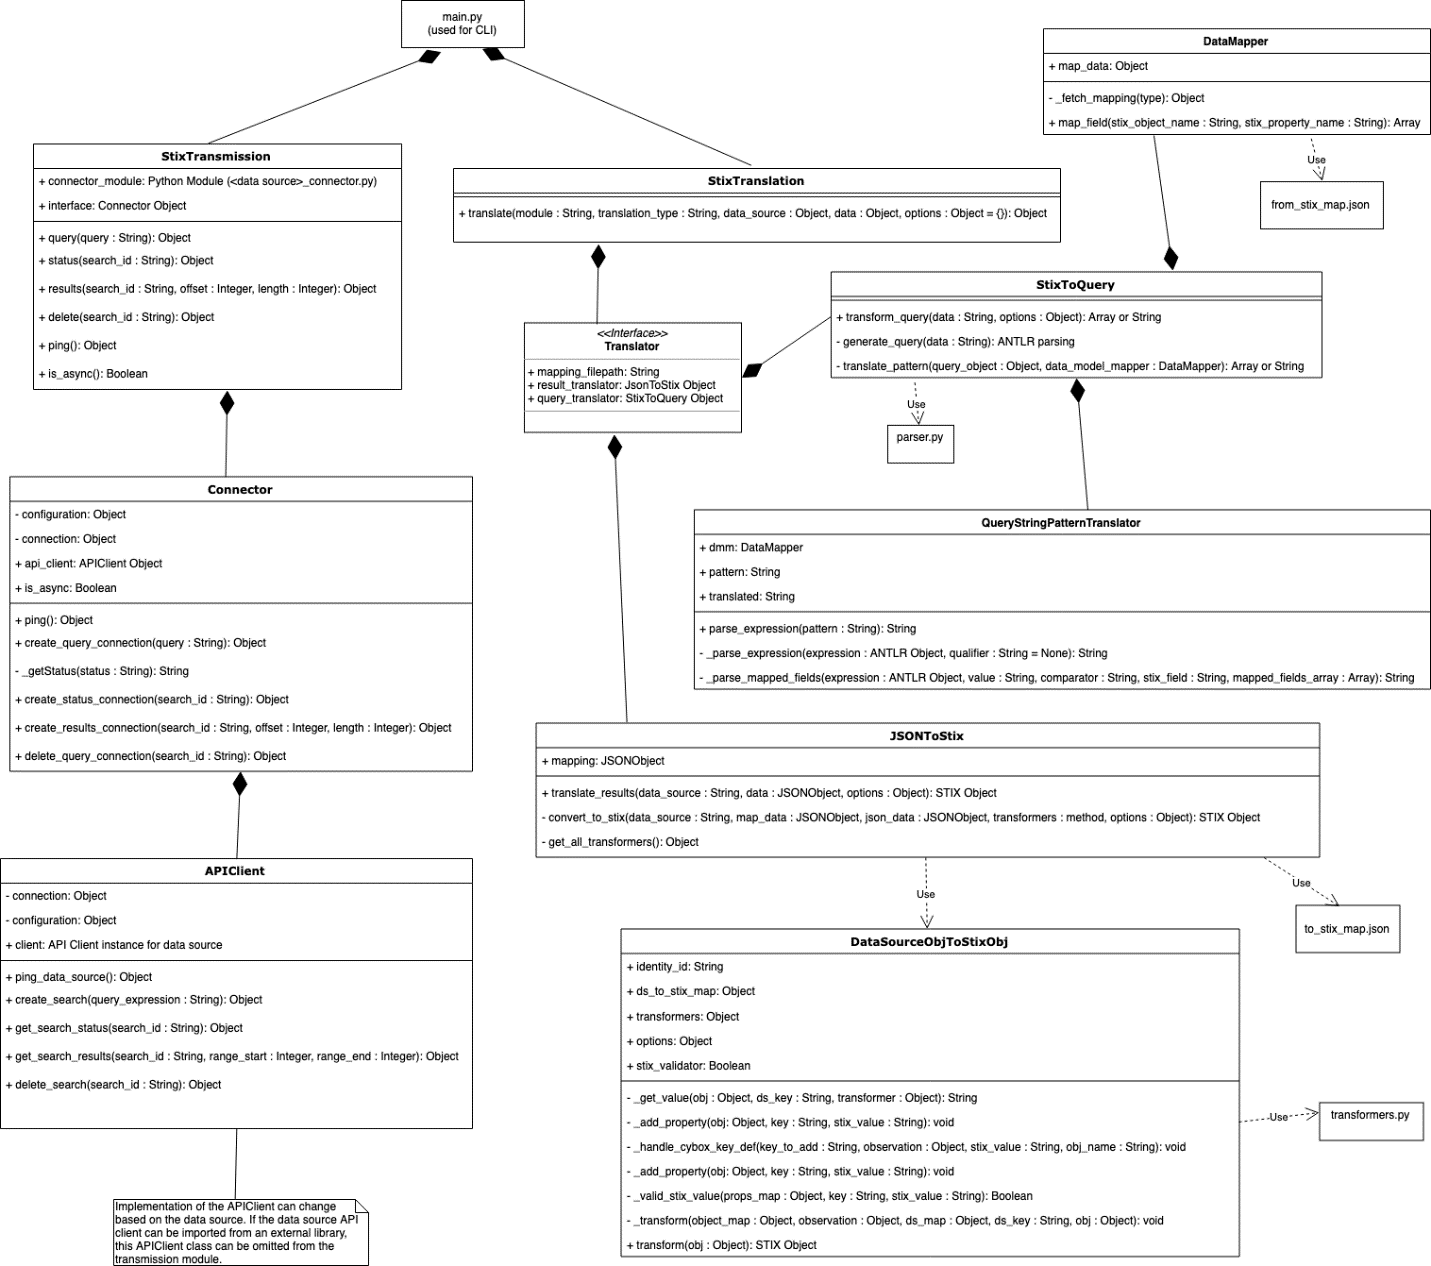 main.py
(used for CLI)
StixTransmission
+ connector_module: Python Module (<data source>_connector.py)
+ interface: Connector Object
+ query(query : String): Object
+ status(search_id : String): Object
+ results(search_id : String, offset : Integer, length : Integer): Object
+ delete(search_id : String): Object
+ ping(): Object
+ is_async(): Boolean
StixTranslation
+ translate(module : String, translation_type : String, data_source : Object, data : Object, options : Object = {}): Object
DataMapper
+ map_data: Object
- _fetch_mapping(type): Object
+ map_field(stix_object_name : String, stix_property_name : String): Array
Use
from_stix_map.json
<<Interface>>
Translator
+ mapping_filepath: String
+ result_translator: JsonToStix Object
+ query_translator: StixToQuery Object
StixToQuery
+ transform_query(data : String, options : Object): Array or String
- generate_query(data : String): ANTLR parsing
- translate_pattern(query_object : Object, data_model_mapper : DataMapper): Array or String
Use
parser.py
Connector
- configuration: Object
- connection: Object
+ api_client: APIClient Object
+ is_async: Boolean
+ ping(): Object
+ create_query_connection(query : String): Object
- _getStatus(status : String): String
+ create_status_connection(search_id : String): Object
+ create_results_connection(search_id : String, offset : Integer, length : Integer): Object
+ delete_query_connection(search_id : String): Object
QueryStringPatternTranslator
+ dmm: DataMapper
+ pattern: String
+ translated: String
+ parse_expression(pattern : String): String
- _parse_expression(expression : ANTLR Object, qualifier : String = None): String
- _parse_mapped_fields(expression : ANTLR Object, value : String, comparator : String, stix_field : String, mapped_fields_array : Array): String
JSONToStix
+ mapping: JSONObject
+ translate_results(data_source : String, data : JSONObject, options : Object): STIX Object
- convert_to_stix(data_source : String, map_data : JSONObject, json_data : JSONObject, transformers : method, options : Object): STIX Object
- get_all_transformers(): Object
Use
Use
to_stix_map.json
APIClient
- connection: Object
- configuration: Object
+ client: API Client instance for data source
+ ping_data_source(): Object
+ create_search(query_expression : String): Object
+ get_search_status(search_id : String): Object
+ get_search_results(search_id : String, range_start : Integer, range_end : Integer): Object
+ delete_search(search_id : String): Object
DataSourceObjToStixObj
+ identity_id: String
+ ds_to_stix_map: Object
+ transformers: Object
+ options: Object
+ stix_validator: Boolean
- _get_value(obj : Object, ds_key : String, transformer : Object): String
- _add_property(obj: Object, key : String, stix_value : String): void
- _handle_cybox_key_def(key_to_add : String, observation : Object, stix_value : String, obj_name : String): void
- _add_property(obj: Object, key : String, stix_value : String): void
- _valid_stix_value(props_map : Object, key : String, stix_value : String): Boolean
- _transform(object_map : Object, observation : Object, ds_map : Object, ds_key : String, obj : Object): void
+ transform(obj : Object): STIX Object
Use
transformers.py
Implementation of the APIClient can change
based on the data source. If the data source API
client can be imported from an external library,
this APIClient class can be omitted from the
transmission module.